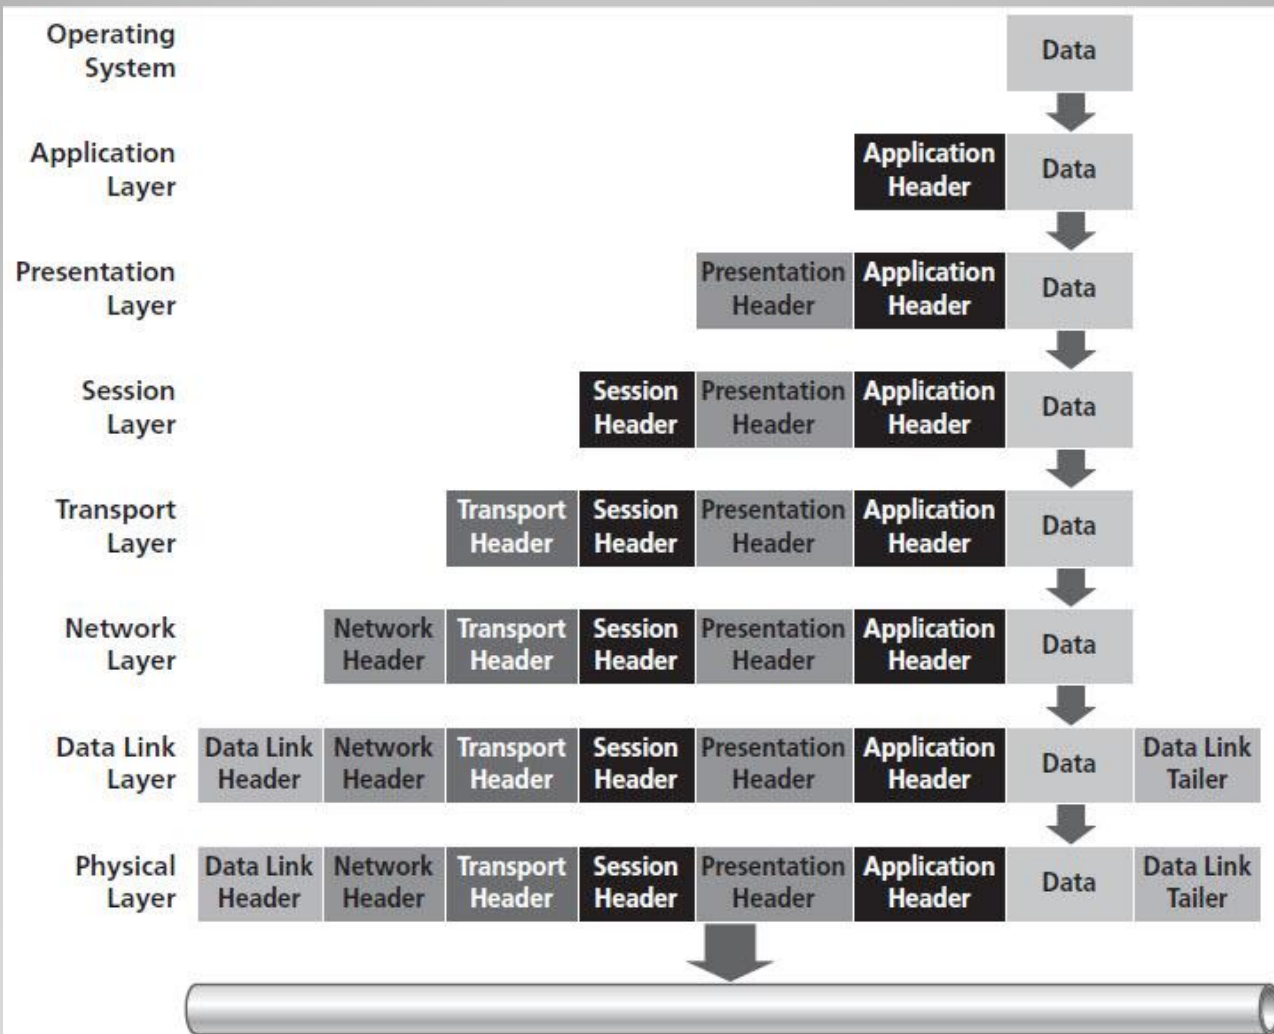 Operating
System
Data
Application
Layer
Application
Header
Data
Presentation
Layer
Presentation
Header
Application
Header
Data
Session
Layer
Session
Header
Presentation
Header
Application
Header
Data
Transport
Layer
Transport
Header
Session
Header
Presentation
Header
Application
Header
Data
Network
Layer
Network
Header
Transport
Header
Session
Header
Presentation
Header
Application
Header
Data
Data Link
Layer
Data Link
Header
Network
Header
Transport
Header
Session
Header
Presentation
Header
Application
Header
Data
Data Link
Tailer
Physical
Layer
Data Link
Header
Network
Header
Transport
Header
Session
Header
Presentation
Header
Application
Header
Data
Data Link
Tailer